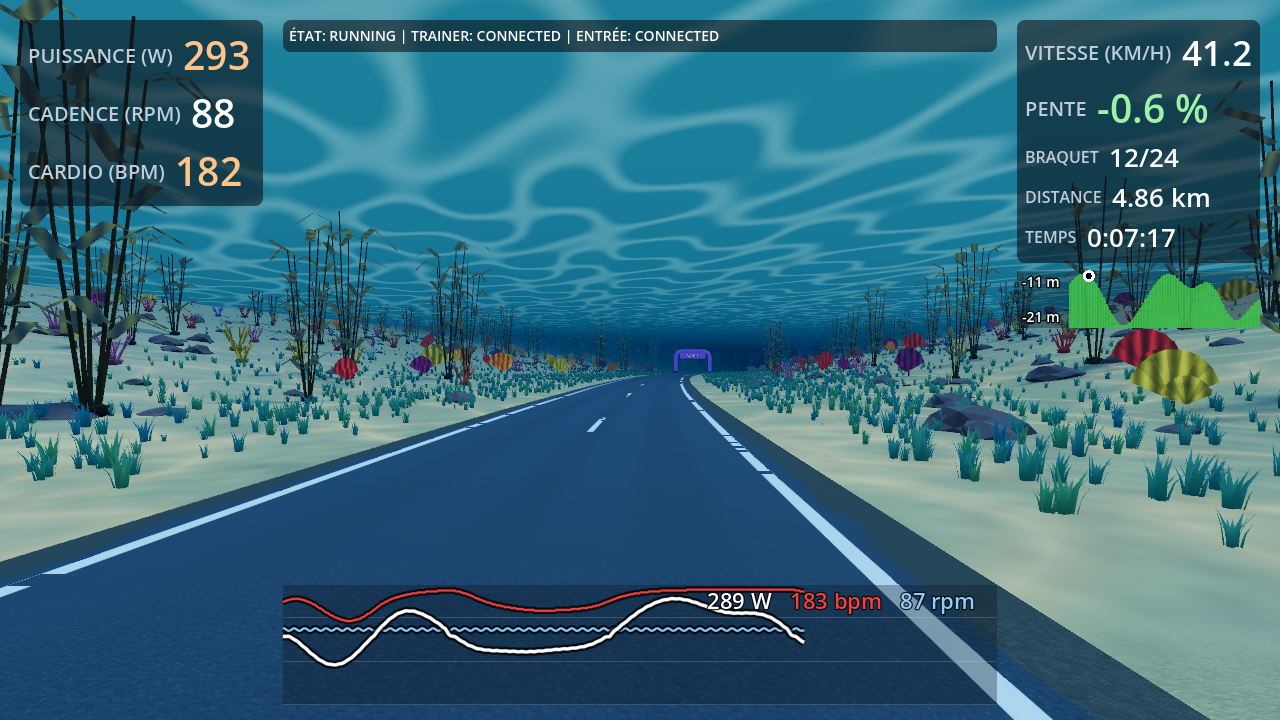 PUISSANCE (W) 293
CADENCE (RPM) 88
CARDIO (BPM) 182
ÉTAT: RUNNING | TRAINER: CONNECTED | ENTRÉE: CONNECTED
VITESSE (KM/H) 41.2
PENTE -0.6 %
BRAQUET 12/24
DISTANCE 4.86 km
TEMPS 0:07:17
-11 m
-21 m
289 W 183 bpm 87 rpm